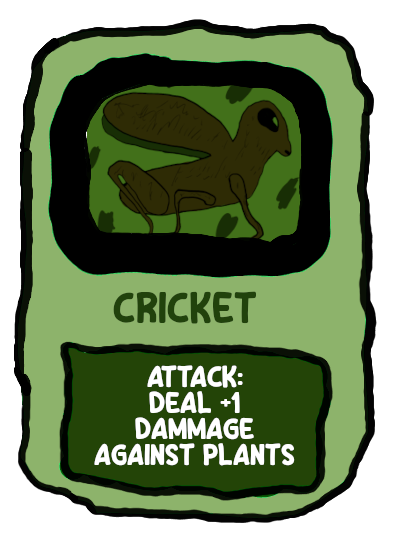 CRICKET
ATTACK:
DEAL +1
DAMMAGE
AGAINST PLANTS